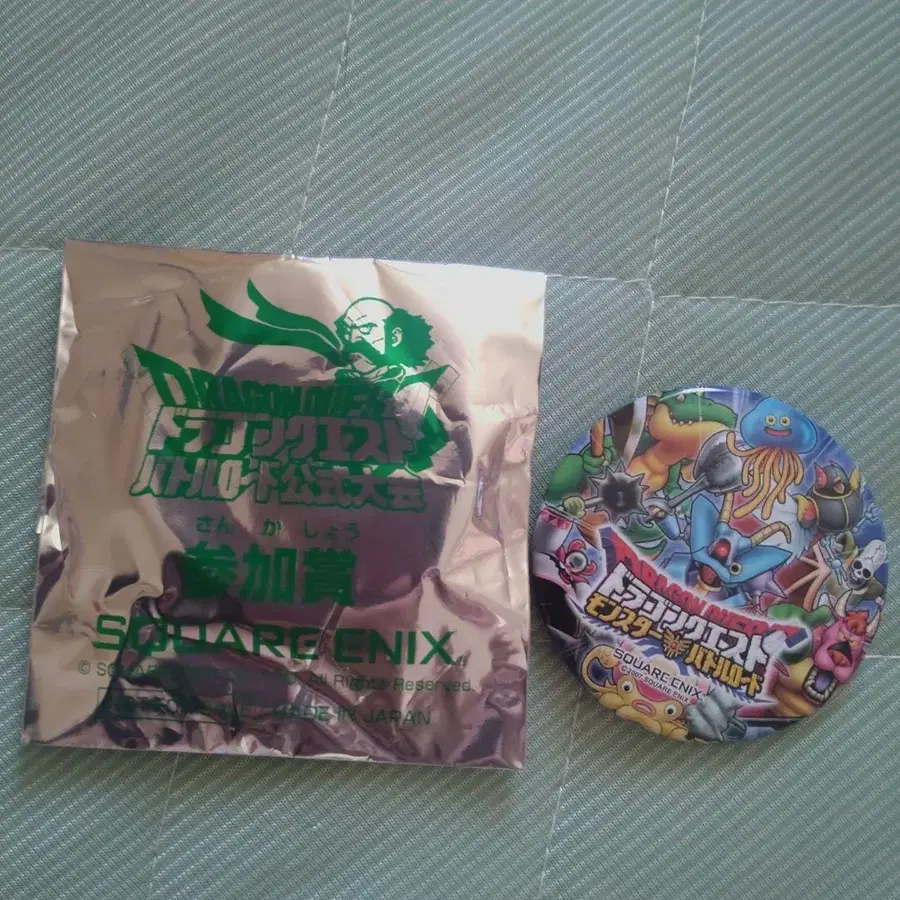 DRAGON QUEST
ドラゴンクエスト
バトルロード公式大会
さん か しょう
参加賞
SQUARE ENIX
All Rights Reserved.
MADE IN JAPAN
DRAGON QUEST
ドラゴンクエスト
モンスターバトルロード
SQUARE ENIX
©2007 SQUARE ENIX